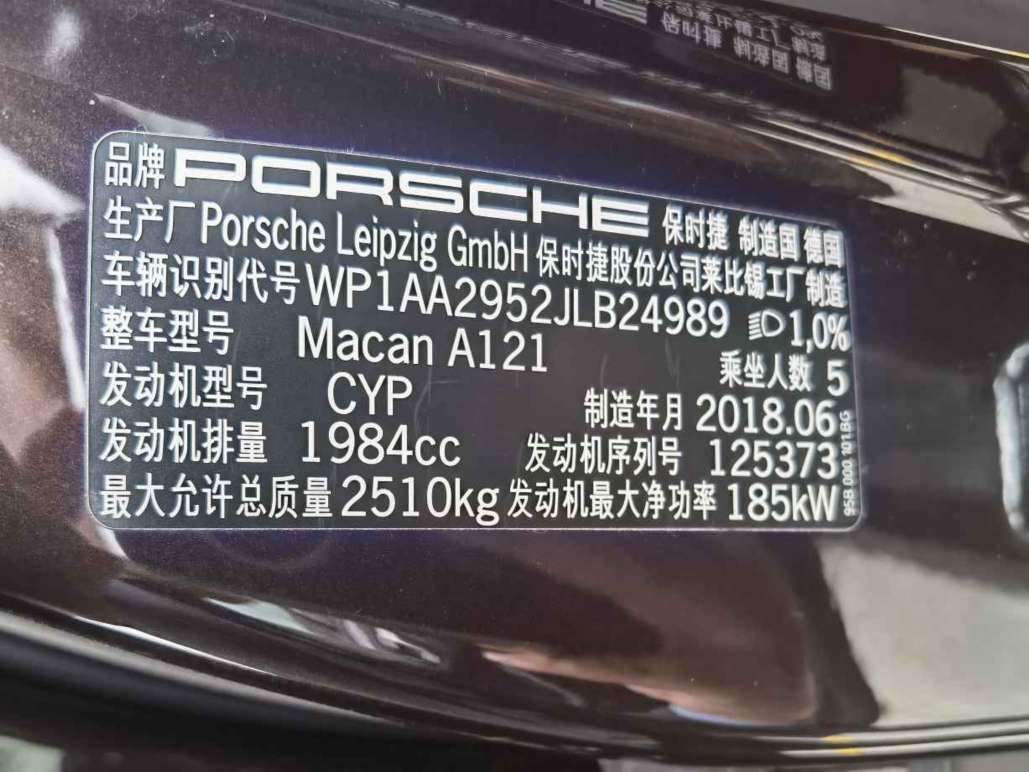 品牌 PORSCHE 保时捷 制造国 德国
生产厂 Porsche Leipzig GmbH 保时捷股份公司莱比锡工厂制造
车辆识别代号 WP1AA2952JLB24989 1,0%
整车型号 Macan A121 乘坐人数 5
发动机型号 CYP 制造年月 2018.06
发动机排量 1984cc 发动机序列号 125373
最大允许总质量 2510kg 发动机最大净功率 185kW
95B 000 101.BG